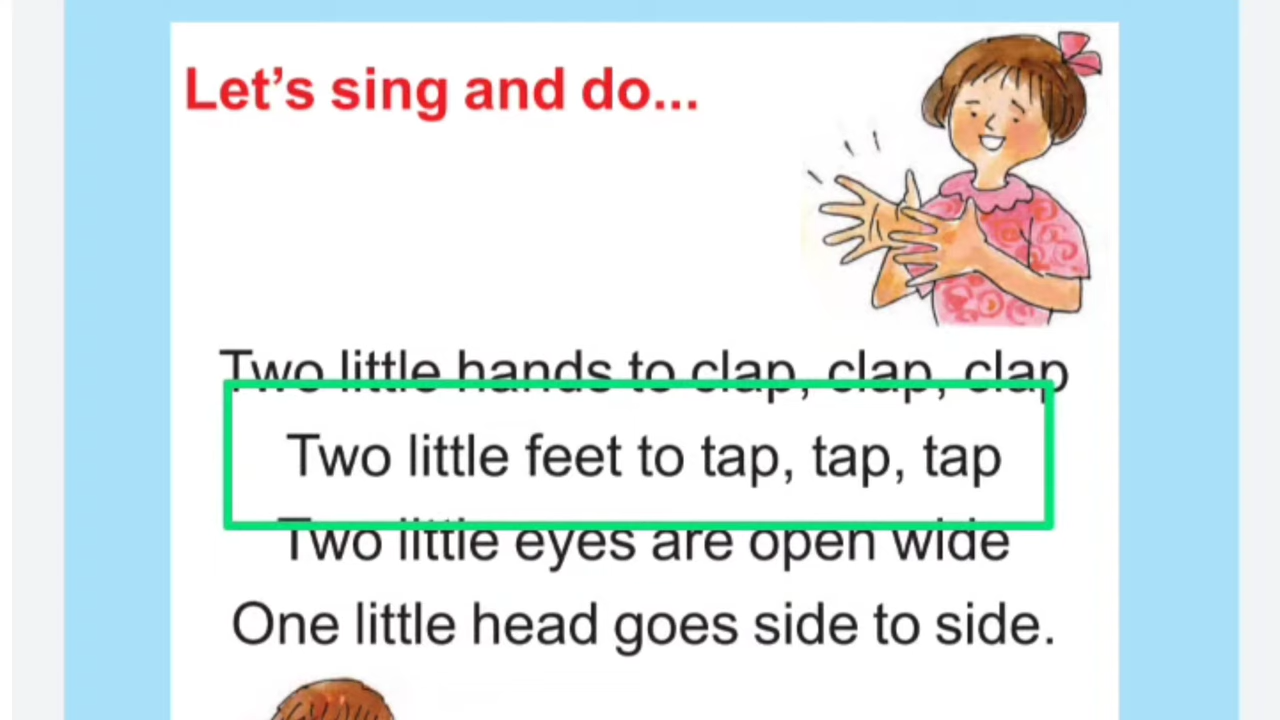 Let's sing and do...
Two little hands to clap, clap, clap
Two little feet to tap, tap, tap
Two little eyes are open wide
One little head goes side to side.